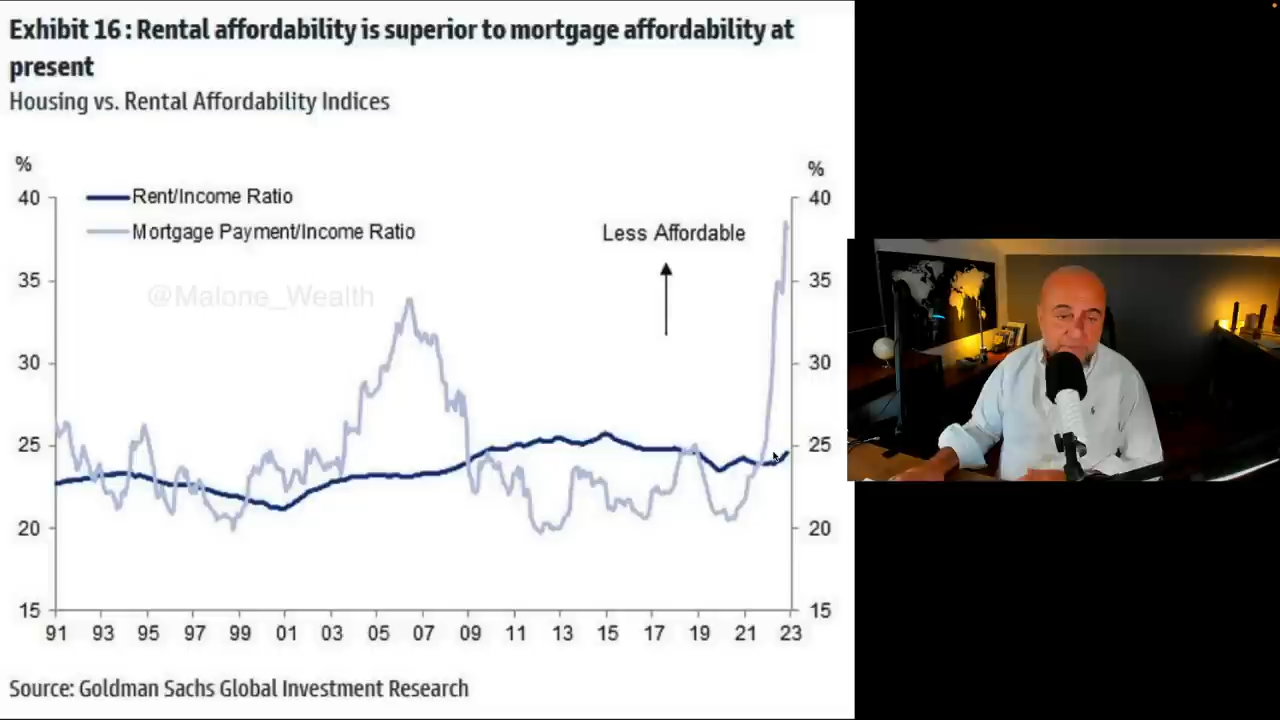 Exhibit 16 : Rental affordability is superior to mortgage affordability at
present
Housing vs. Rental Affordability Indices
%
%
40
40
Rent/Income Ratio
Mortgage Payment/Income Ratio
Less Affordable
35
35
@Malone_Wealth
30
30
25
25
20
20
15
15
91 93 95 97 99 01 03 05 07 09 11 13 15 17 19 21 23
Source: Goldman Sachs Global Investment Research